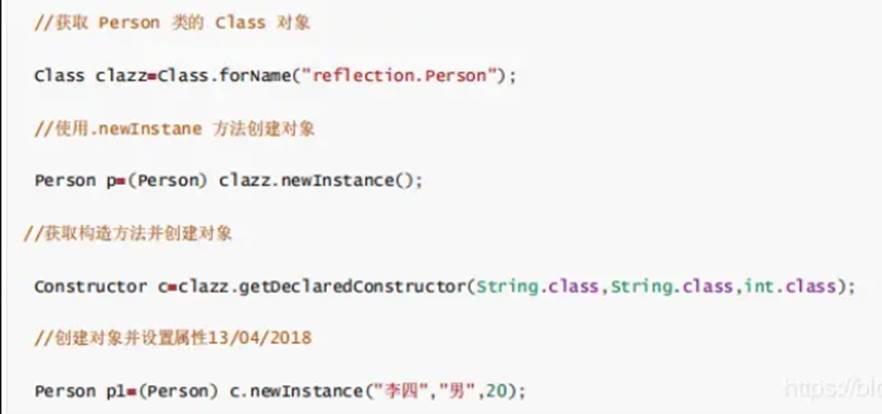 //获取 Person 类的 Class 对象
Class clazz=Class.forName("reflection.Person");
//使用.newInstane 方法创建对象
Person p=(Person) clazz.newInstance();
//获取构造方法并创建对象
Constructor c=clazz.getDeclaredConstructor(String.class,String.class,int.class);
//创建对象并设置属性13/04/2018
Person p1=(Person) c.newInstance("李四","男",20);